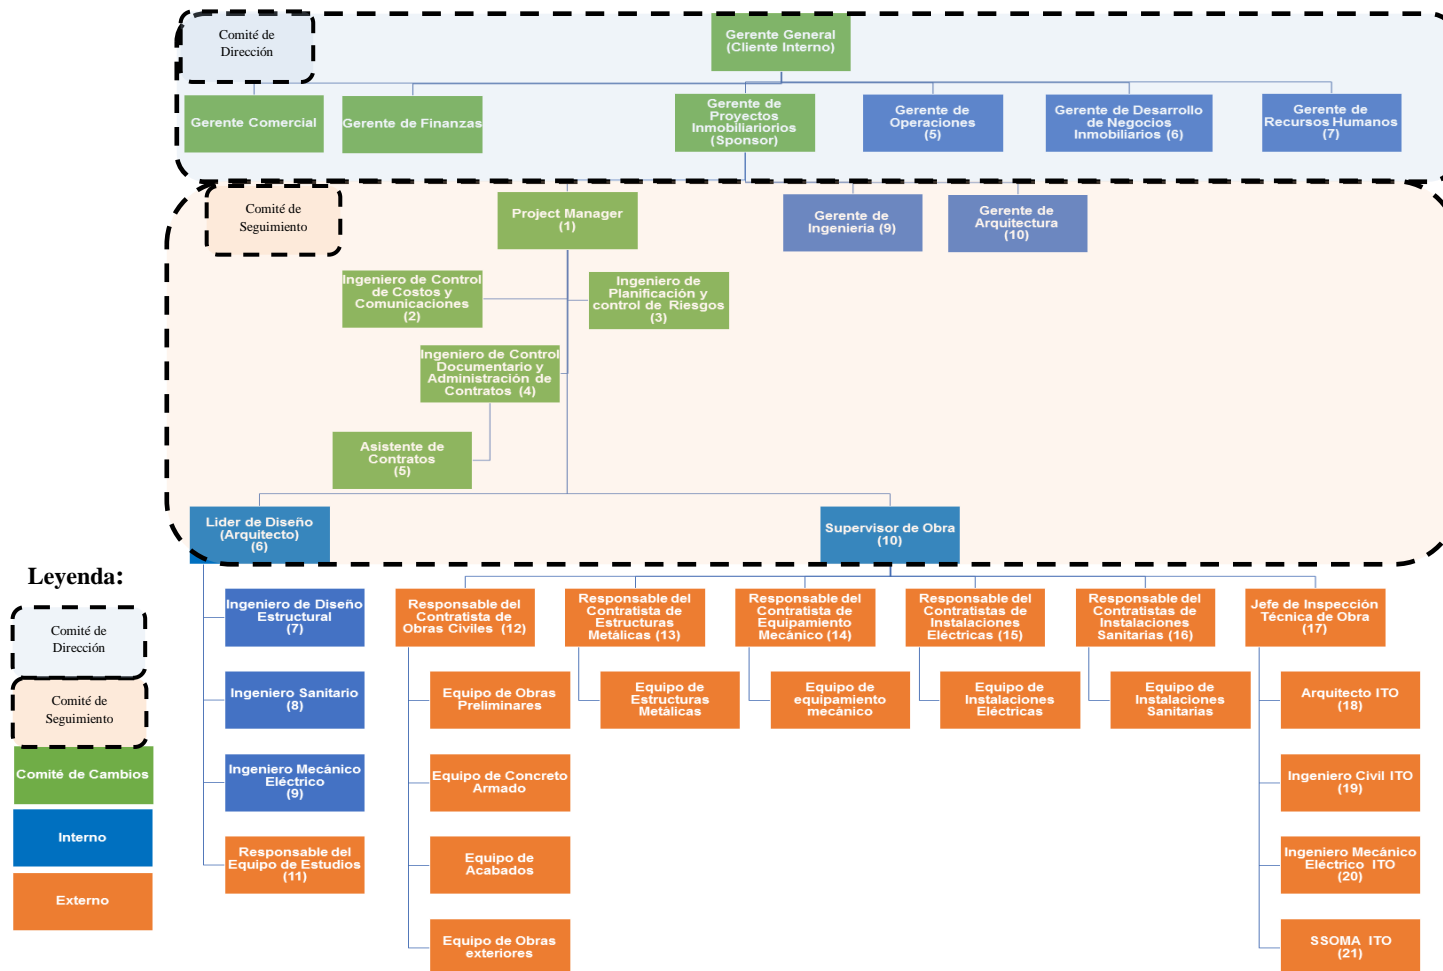 Comité de
Dirección
Gerente General
(Cliente Interno)
Gerente Comercial
Gerente de Finanzas
Gerente de
Proyectos
Inmobiliariorios
(Sponsor)
Gerente de
Operaciones
(5)
Gerente de Desarrollo
de Negocios
Inmobiliarios (6)
Gerente de
Recursos Humanos
(7)
Comité de
Seguimiento
Project Manager
(1)
Gerente de
Ingeniería (9)
Gerente de
Arquitectura
(10)
Ingeniero de Control
de Costos y
Comunicaciones
(2)
Ingeniero de
Planificación y
control de Riesgos
(3)
Ingeniero de Control
Documentario y
Administración de
Contratos (4)
Asistente de
Contratos
(5)
Lider de Diseño
(Arquitecto)
(6)
Supervisor de Obra
(10)
Leyenda:
Comité de
Dirección
Comité de
Seguimiento
Comité de Cambios
Interno
Externo
Ingeniero de Diseño
Estructural
(7)
Ingeniero Sanitario
(8)
Ingeniero Mecánico
Eléctrico
(9)
Responsable del
Equipo de Estudios
(11)
Responsable del
Contratista de
Obras Civiles (12)
Equipo de Obras
Preliminares
Equipo de Concreto
Armado
Equipo de
Acabados
Equipo de Obras
exteriores
Responsable del
Contratista de
Estructuras
Metálicas (13)
Equipo de
Estructuras
Metálicas
Responsable del
Contratista de
Equipamiento
Mecánico (14)
Equipo de
equipamiento
mecánico
Responsable del
Contratistas de
Instalaciones
Eléctricas (15)
Equipo de
Instalaciones
Eléctricas
Responsable del
Contratistas de
Instalaciones
Sanitarias (16)
Equipo de
Instalaciones
Sanitarias
Jefe de Inspección
Técnica de Obra
(17)
Arquitecto ITO
(18)
Ingeniero Civil ITO
(19)
Ingeniero Mecánico
Eléctrico ITO
(20)
SSOMA ITO
(21)